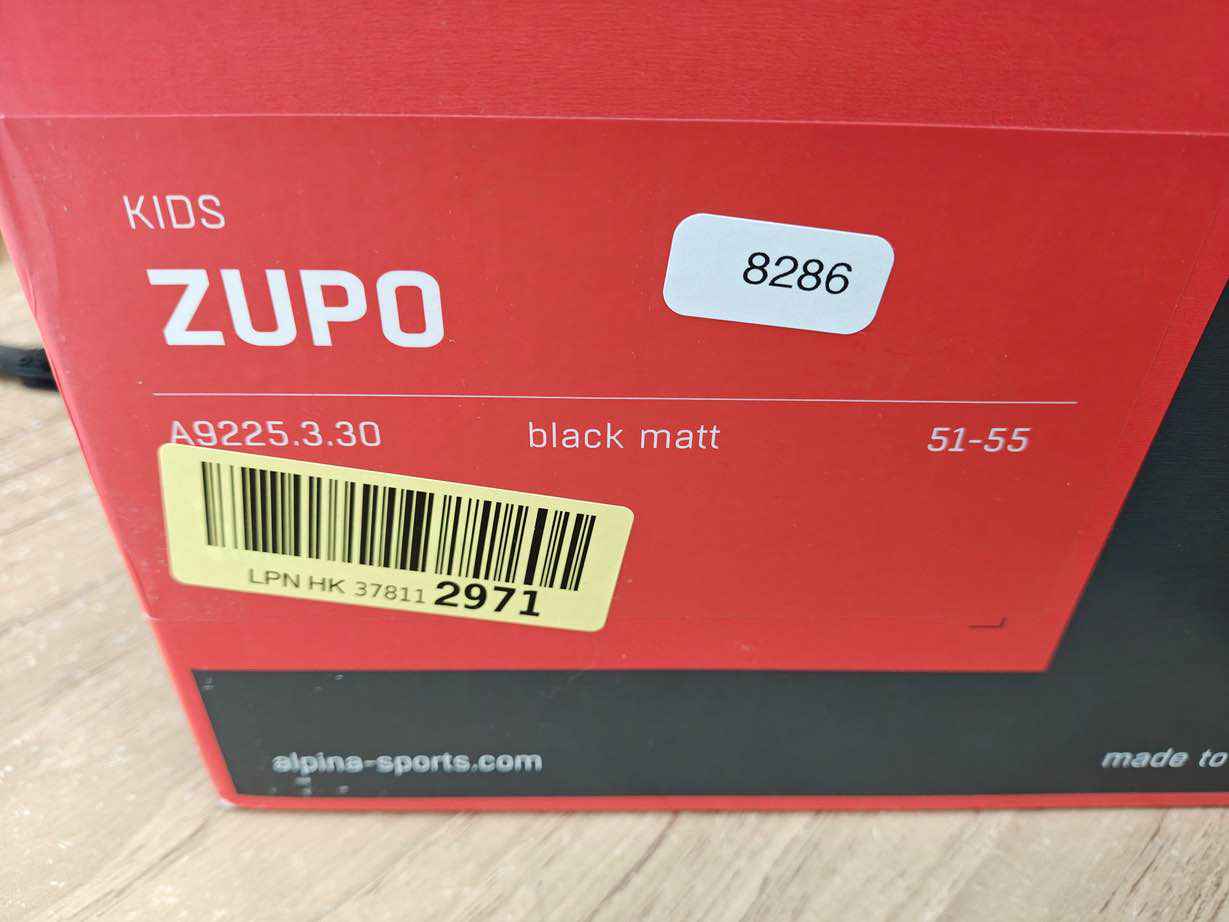 KIDS
ZUPO
8286
A9225.3.30 black matt 51-55
LPN HK 37811 2971
alpina-sports.com
made to